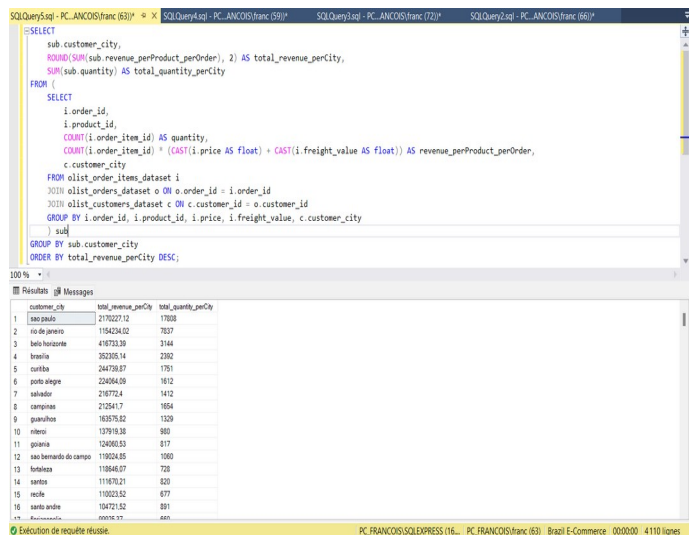 SQLQuery5.sql - PC...ANCOIS\franc (63))* SQLQuery4.sql - PC...ANCOIS\franc (59))* SQLQuery3.sql - PC...ANCOIS\franc (72))* SQLQuery2.sql - PC...ANCOIS\franc (66))*
SELECT
sub.customer_city,
ROUND(SUM(sub.revenue_perProduct_perOrder), 2) AS total_revenue_perCity,
SUM(sub.quantity) AS total_quantity_perCity
FROM (
SELECT
i.order_id,
i.product_id,
COUNT(i.order_item_id) AS quantity,
COUNT(i.order_item_id) * (CAST(i.price AS float) + CAST(i.freight_value AS float)) AS revenue_perProduct_perOrder,
c.customer_city
FROM olist_order_items_dataset i
JOIN olist_orders_dataset o ON o.order_id = i.order_id
JOIN olist_customers_dataset c ON c.customer_id = o.customer_id
GROUP BY i.order_id, i.product_id, i.price, i.freight_value, c.customer_city
) sub
GROUP BY sub.customer_city
ORDER BY total_revenue_perCity DESC;
100 %
Résultats Messages
customer_city total_revenue_perCity total_quantity_perCity
1 sao paulo 2170227,12 17808
2 rio de janeiro 1154234,02 7837
3 belo horizonte 416733,39 3144
4 brasilia 352305,14 2392
5 curitiba 244739,87 1751
6 porto alegre 224064,09 1612
7 salvador 216772,4 1412
8 campinas 212541,7 1654
9 guarulhos 163575,82 1329
10 niteroi 137919,38 980
11 goiania 124060,53 817
12 sao bernardo do campo 119024,85 1060
13 fortaleza 118646,07 728
14 santos 111670,21 820
15 recife 110023,52 677
16 santo andre 104721,52 891
17
Exécution de requête réussie. PC_FRANCOIS\SQLEXPRESS (16... PC_FRANCOIS\franc (63) Brazil E-Commerce 00:00:00 4 110 lignes